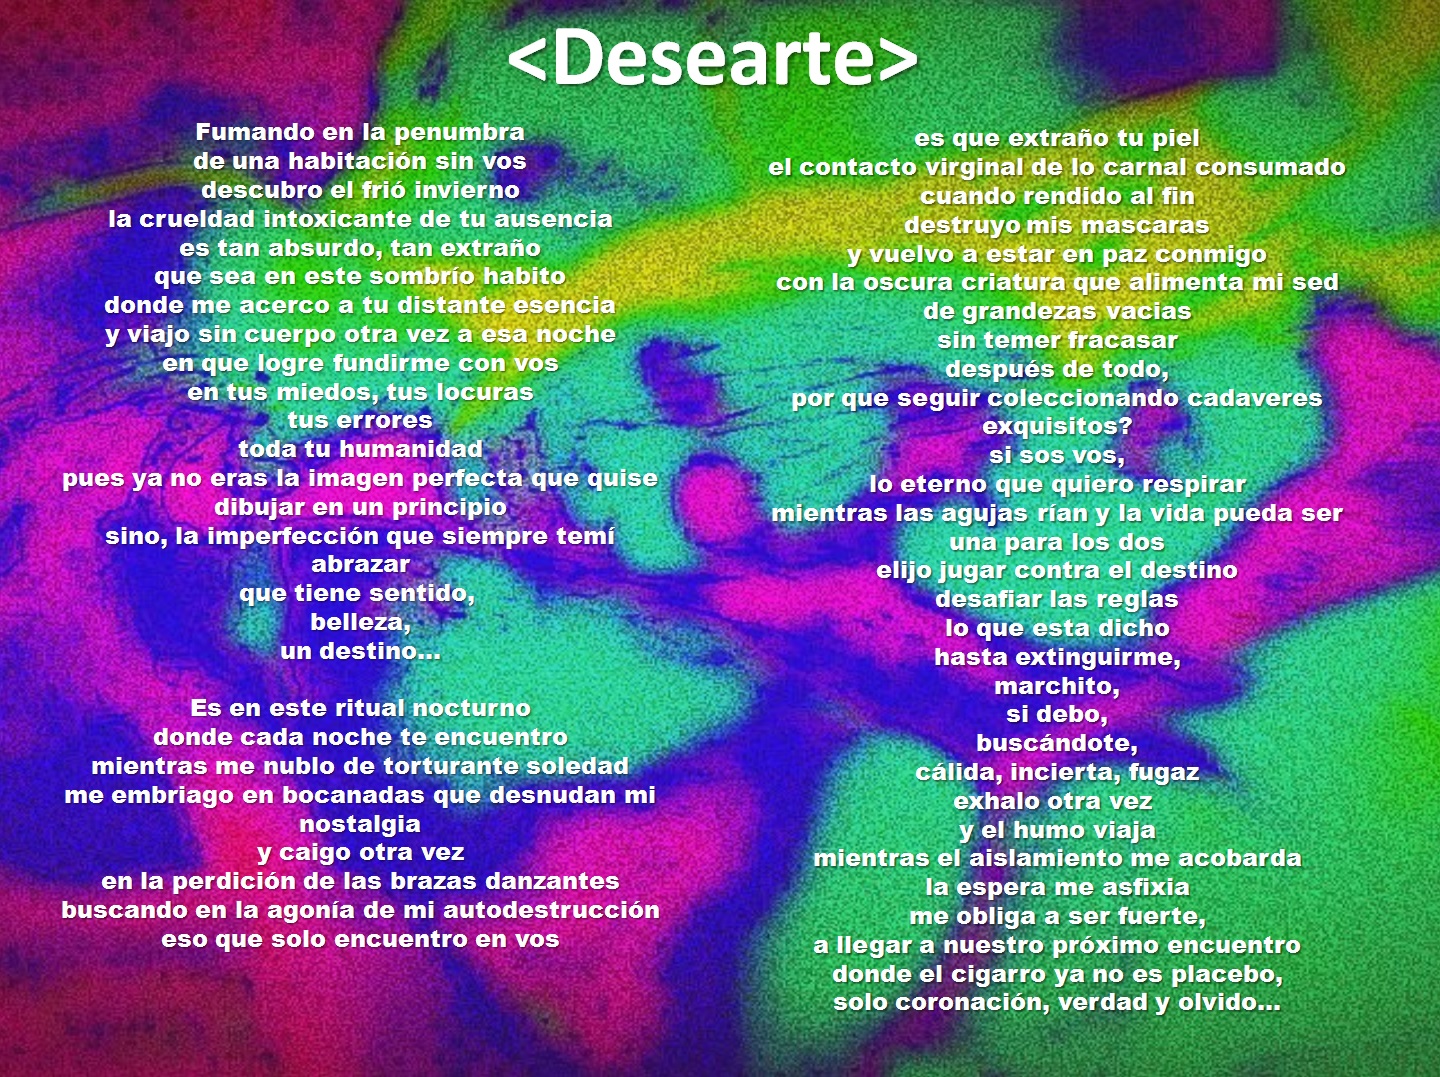 <Desearte>
Fumando en la penumbra
de una habitación sin vos
descubro el frió invierno
la crueldad intoxicante de tu ausencia
es tan absurdo, tan extraño
que sea en este sombrío habito
donde me acerco a tu distante esencia
y viajo sin cuerpo otra vez a esa noche
en que logre fundirme con vos
en tus miedos, tus locuras
tus errores
toda tu humanidad
pues ya no eras la imagen perfecta que quise
dibujar en un principio
sino, la imperfección que siempre temí
abrazar
que tiene sentido,
belleza,
un destino...
Es en este ritual nocturno
donde cada noche te encuentro
mientras me nublo de torturante soledad
me embriago en bocanadas que desnudan mi
nostalgia
y caigo otra vez
en la perdición de las brazas danzantes
buscando en la agonía de mi autodestrucción
eso que solo encuentro en vos
es que extraño tu piel
el contacto virginal de lo carnal consumado
cuando rendido al fin
destruyo mis mascaras
y vuelvo a estar en paz conmigo
con la oscura criatura que alimenta mi sed
de grandezas vacias
sin temer fracasar
después de todo,
por que seguir coleccionando cadaveres
exquisitos?
si sos vos,
lo eterno que quiero respirar
mientras las agujas rían y la vida pueda ser
una para los dos
elijo jugar contra el destino
desafiar las reglas
lo que esta dicho
hasta extinguirme,
marchito,
si debo,
buscándote,
cálida, incierta, fugaz
exhalo otra vez
y el humo viaja
mientras el aislamiento me acobarda
la espera me asfixia
me obliga a ser fuerte,
a llegar a nuestro próximo encuentro
donde el cigarro ya no es placebo,
solo coronación, verdad y olvido...